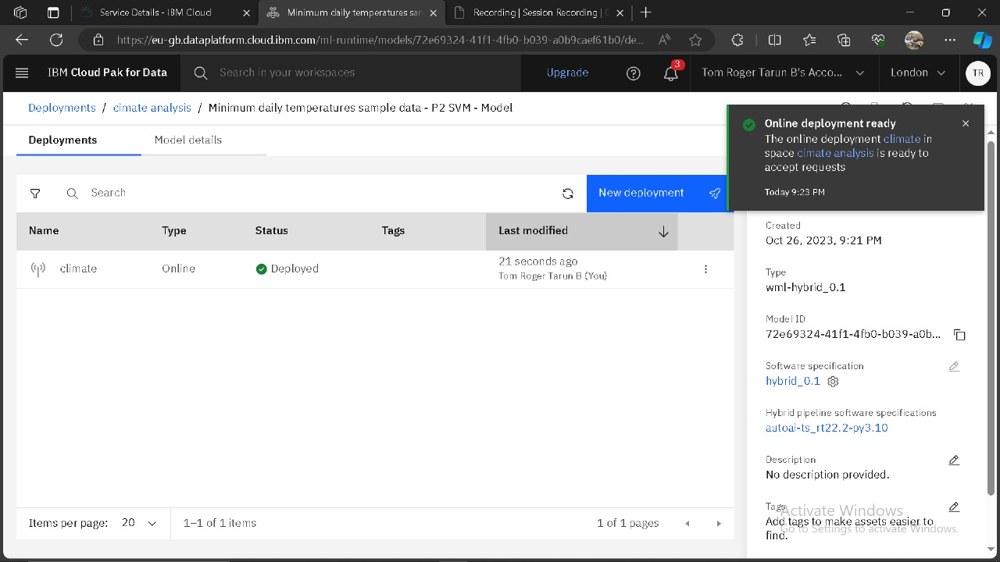 Service Details - IBM Cloud
Minimum daily temperatures san
Recording | Session Recording |
https://eu-gb.dataplatform.cloud.ibm.com/ml-runtime/models/72e69324-41f1-4fb0-b039-a0b9caef61b0/de...
IBM Cloud Pak for Data
Search in your workspaces
Upgrade
3
Tom Roger Tarun B's Acco...
London
TR
Deployments / cimate analysis / Minimum daily temperatures sample data - P2 SVM - Model
Online deployment ready
The online deployment climate in
space cimate analysis is ready to
accept requests
Today 9:23 PM
Deployments
Model details
Search
New deployment
Name Type Status Tags Last modified
climate Online Deployed 21 seconds ago
Tom Roger Tarun B (You)
Items per page: 20
1–1 of 1 items
1 of 1 pages
Created
Oct 26, 2023, 9:21 PM
Type
wml-hybrid_0.1
Model ID
72e69324-41f1-4fb0-b039-a0b...
Software specification
hybrid_0.1
Hybrid pipeline software specifications
autoai-ts_rt22.2-py3.10
Description
No description provided.
Tags
Add tags to make assets easier to
find.
Activate Windows
Go to Settings to activate Windows.